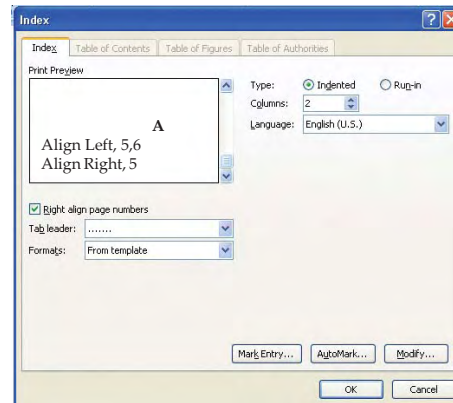 Index
Index Table of Contents Table of Figures Table of Authorities
Print Preview
A
Align Left, 5,6
Align Right, 5
Type: Indented Run-in
Columns: 2
Language: English (U.S.)
Right align page numbers
Tab leader: .......
Formats: From template
Mark Entry... AutoMark... Modify...
OK Cancel